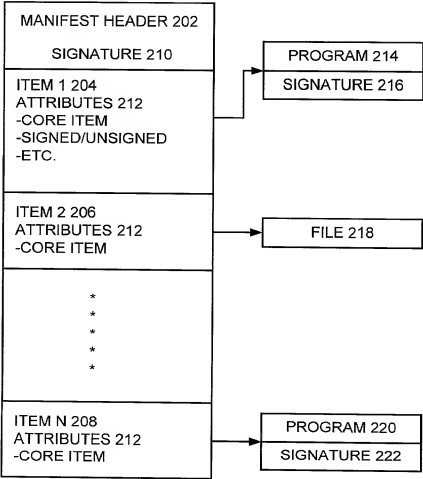 MANIFEST HEADER 202
SIGNATURE 210
ITEM 1 204
ATTRIBUTES 212
-CORE ITEM
-SIGNED/UNSIGNED
-ETC.
PROGRAM 214
SIGNATURE 216
ITEM 2 206
ATTRIBUTES 212
-CORE ITEM
FILE 218
*
*
*
*
*
ITEM N 208
ATTRIBUTES 212
-CORE ITEM
PROGRAM 220
SIGNATURE 222